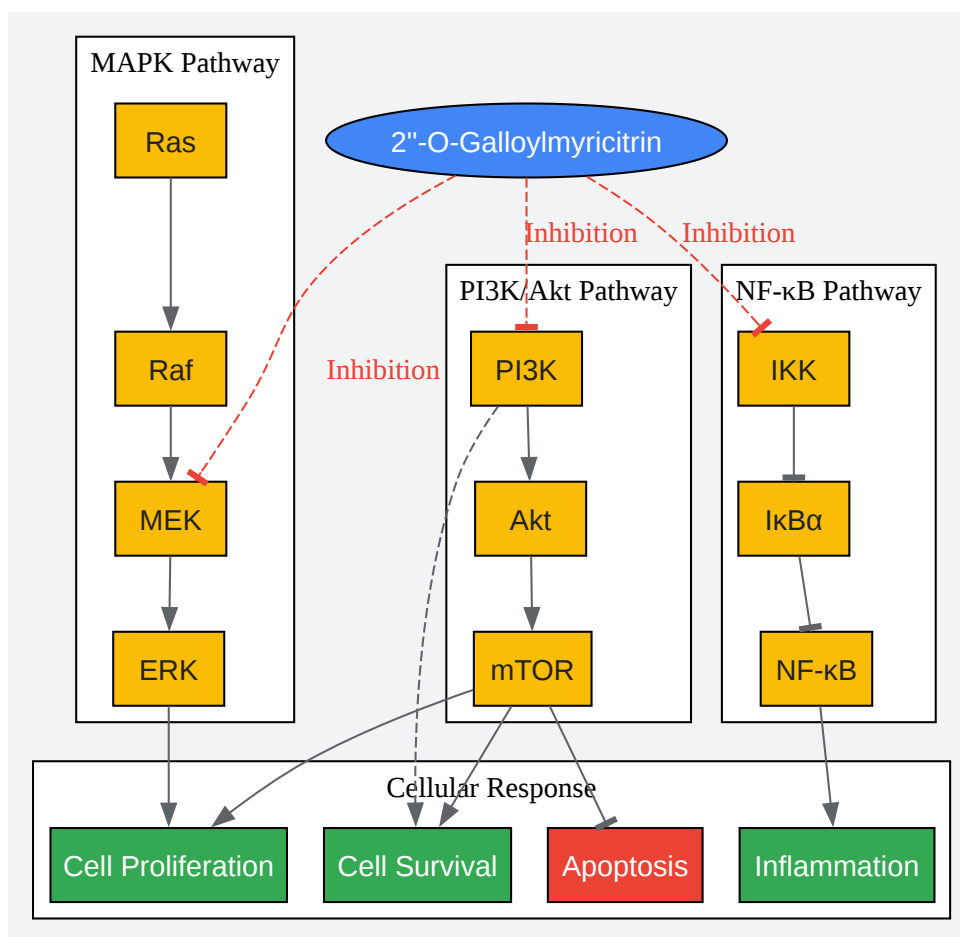 MAPK Pathway
Ras
2"-O-Galloylmyricitrin
Inhibition
Inhibition
PI3K/Akt Pathway
NF-κB Pathway
Raf
Inhibition
PI3K
IKK
MEK
Akt
IκBα
ERK
mTOR
NF-κB
Cellular Response
Cell Proliferation
Cell Survival
Apoptosis
Inflammation